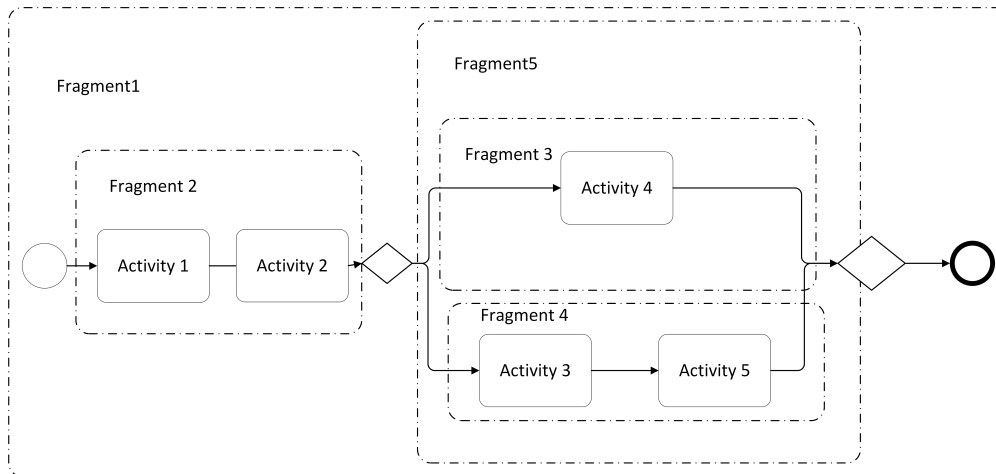 Fragment5
Fragment1
Fragment 3
Fragment 2
Activity 4
Activity 1
Activity 2
Fragment 4
Activity 3
Activity 5